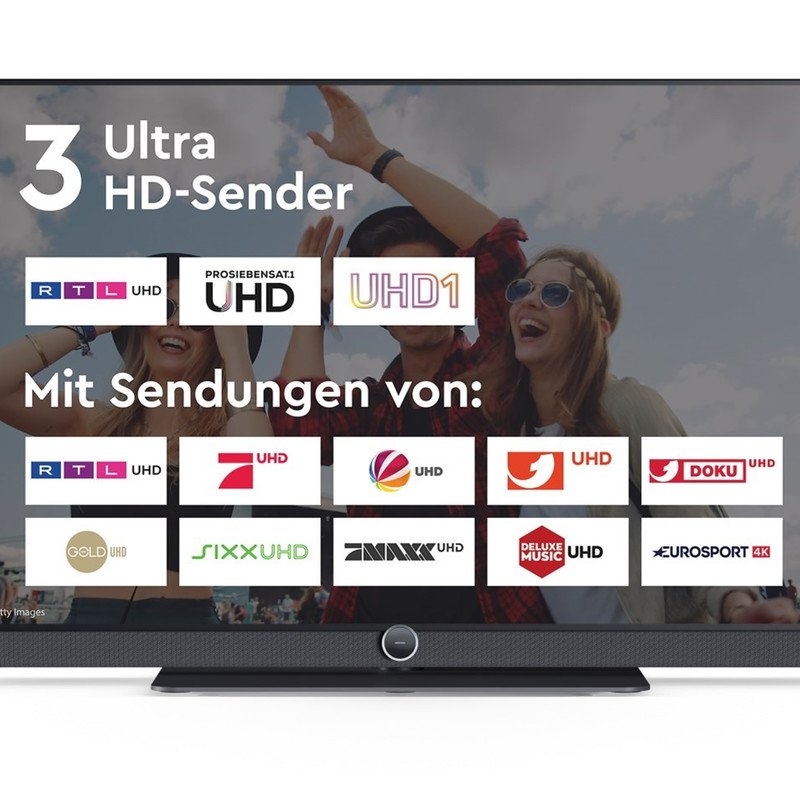 3 Ultra
HD-Sender
RTL UHD
PROSIEBENSAT.1
UHD
UHD1
Mit Sendungen von:
RTL UHD
UHD
UHD
UHD
DOKU UHD
GOLD UHD
SIXX UHD
MAXX UHD
DELUXE
MUSIC UHD
EUROSPORT 4K
tty Images